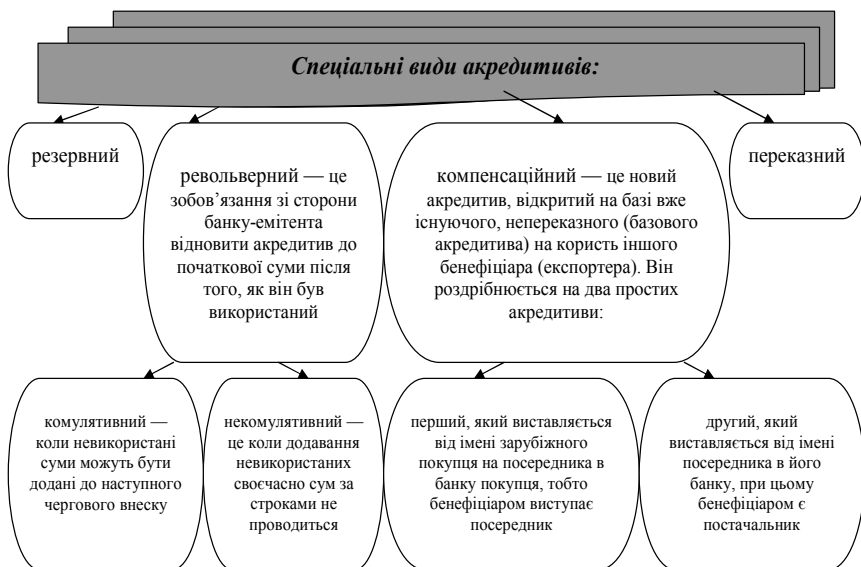 Спеціальні види акредитивів:
резервний
револьверний — це
зобов’язання зі сторони
банку-емітента
відновити акредитив до
початкової суми після
того, як він був
використаний
компенсаційний — це новий
акредитив, відкритий на базі вже
існуючого, непереказного (базового
акредитива) на користь іншого
бенефіціара (експортера). Він
роздрібнюється на два простих
акредитиви:
переказний
комулятивний —
коли невикористані
суми можуть бути
додані до наступного
чергового внеску
некомулятивний —
це коли додавання
невикористаних
своєчасно сум за
строками не
проводиться
перший, який виставляється
від імені зарубіжного
покупця на посередника в
банку покупця, тобто
бенефіціаром виступає
посередник
другий, який
виставляється від імені
посередника в його
банку, при цьому
бенефіціаром є
постачальник